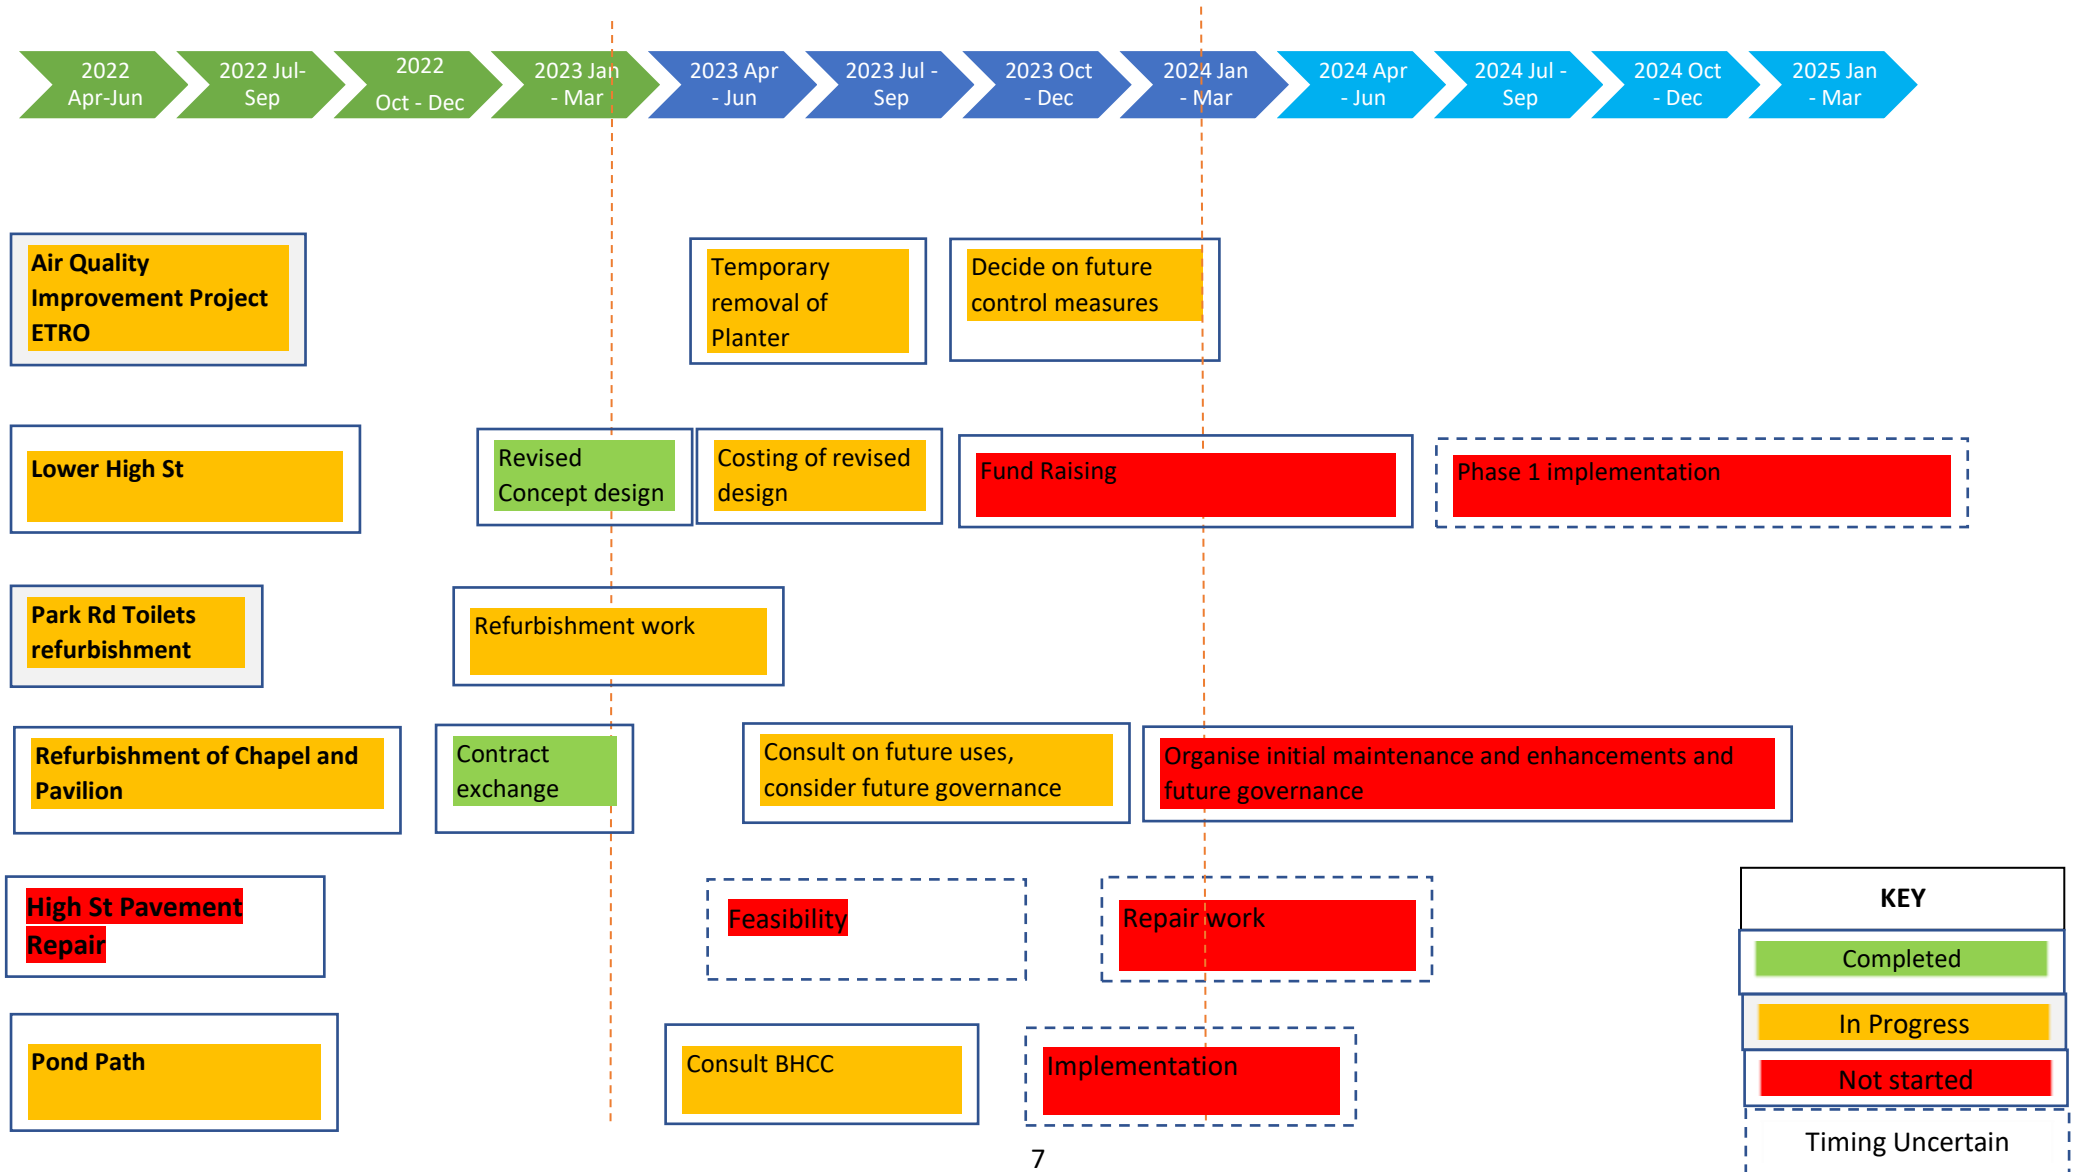 2022
Apr-Jun
2022 Jul-
Sep
2022
Oct - Dec
2023 Jan
- Mar
2023 Apr
- Jun
2023 Jul -
Sep
2023 Oct
- Dec
2024 Jan
- Mar
2024 Apr
- Jun
2024 Jul -
Sep
2024 Oct
- Dec
2025 Jan
- Mar
Air Quality
Improvement Project
ETRO
Temporary
removal of
Planter
Decide on future
control measures
Lower High St
Revised
Concept design
Costing of revised
design
Fund Raising
Phase 1 implementation
Park Rd Toilets
refurbishment
Refurbishment work
Refurbishment of Chapel and
Pavilion
Contract
exchange
Consult on future uses,
consider future governance
Organise initial maintenance and enhancements and
future governance
High St Pavement
Repair
Feasibility
Repair work
Pond Path
Consult BHCC
Implementation
KEY
Completed
In Progress
Not started
Timing Uncertain
7